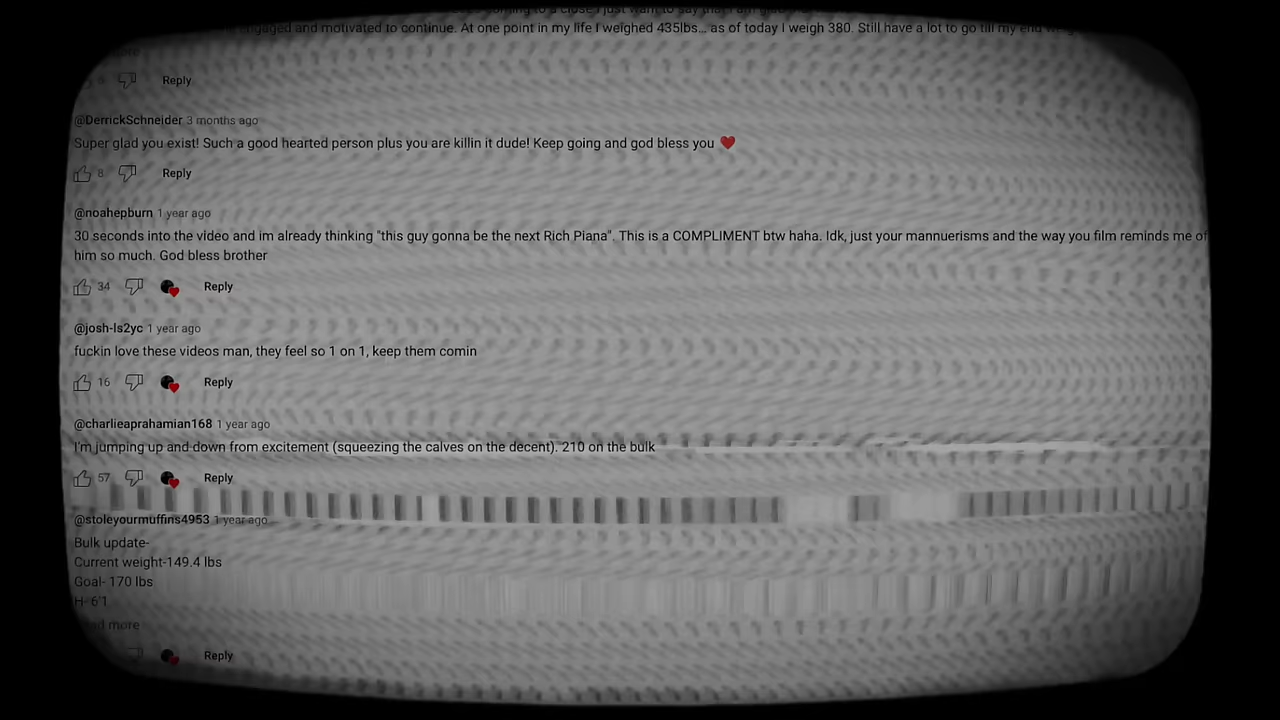 engaged and motivated to continue. At one point in my life I weighed 435lbs... as of today I weigh 380. Still have a lot to go till my end
Reply
@DerrickSchneider 3 months ago
Super glad you exist! Such a good hearted person plus you are killin it dude! Keep going and god bless you ❤️
8 Reply
@noahepburn 1 year ago
30 seconds into the video and im already thinking "this guy gonna be the next Rich Piana". This is a COMPLIMENT btw haha. Idk, just your mannuerisms and the way you film reminds me of
him so much. God bless brother
34 Reply
@josh-ls2yc 1 year ago
fuckin love these videos man, they feel so 1 on 1, keep them comin
16 Reply
@charlieaprahamian168 1 year ago
I'm jumping up and down from excitement (squeezing the calves on the decent). 210 on the bulk
57 Reply
@stoleyourmuffins4953 1 year ago
Bulk update-
Current weight-149.4 lbs
Goal- 170 lbs
H- 6'1
Read more
Reply